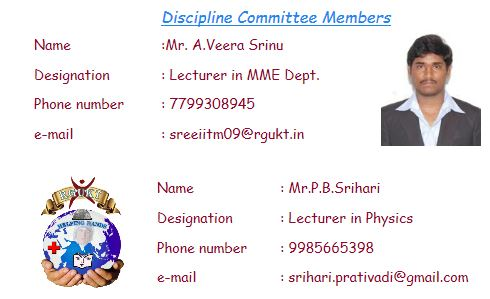 Discipline Committee Members
Name :Mr. A.Veera Srinu
Designation : Lecturer in MME Dept.
Phone number : 7799308945
e-mail : sreeiitm09@rgukt.in
RGUKT
HELPING HANDS
Name : Mr.P.B.Srihari
Designation : Lecturer in Physics
Phone number : 9985665398
e-mail : srihari.prativadi@gmail.com